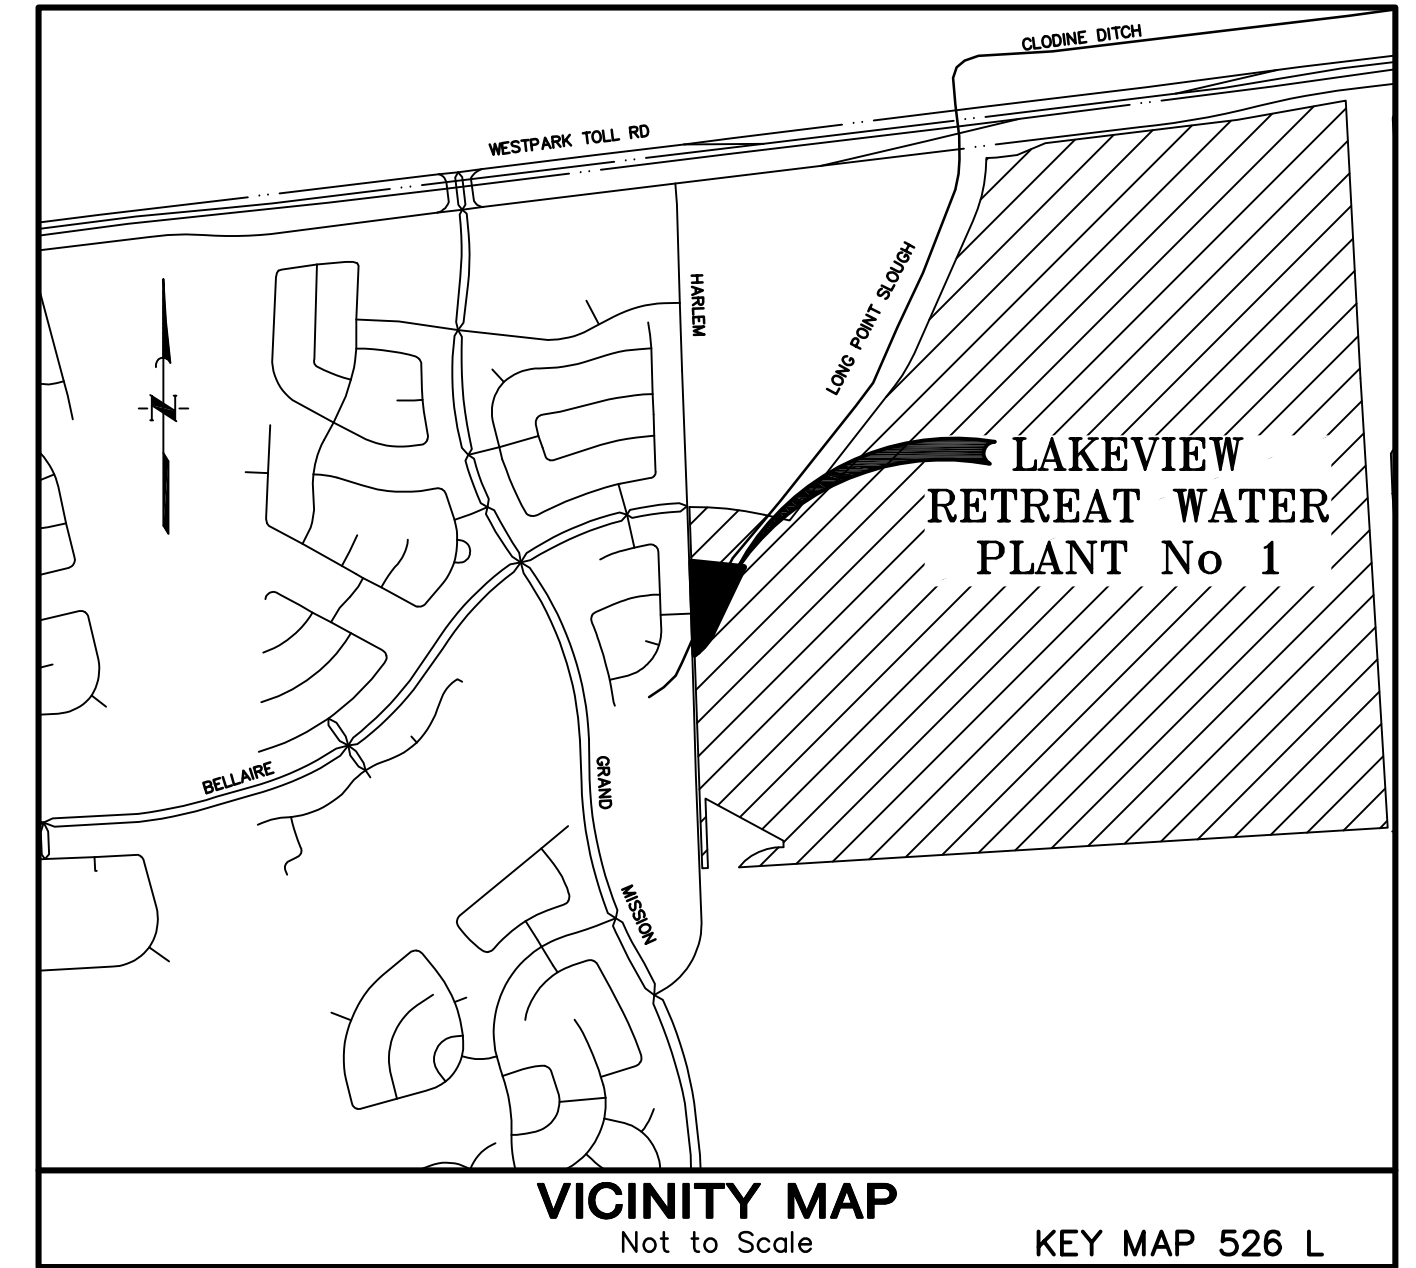 CLODINE DITCH
WESTPARK TOLL RD
HARLEM
LONG POINT SLOUGH
N
LAKEVIEW
RETREAT WATER
PLANT No 1
BELLAIRE
GRAND
MISSION
VICINITY MAP
Not to Scale
KEY MAP 526 L